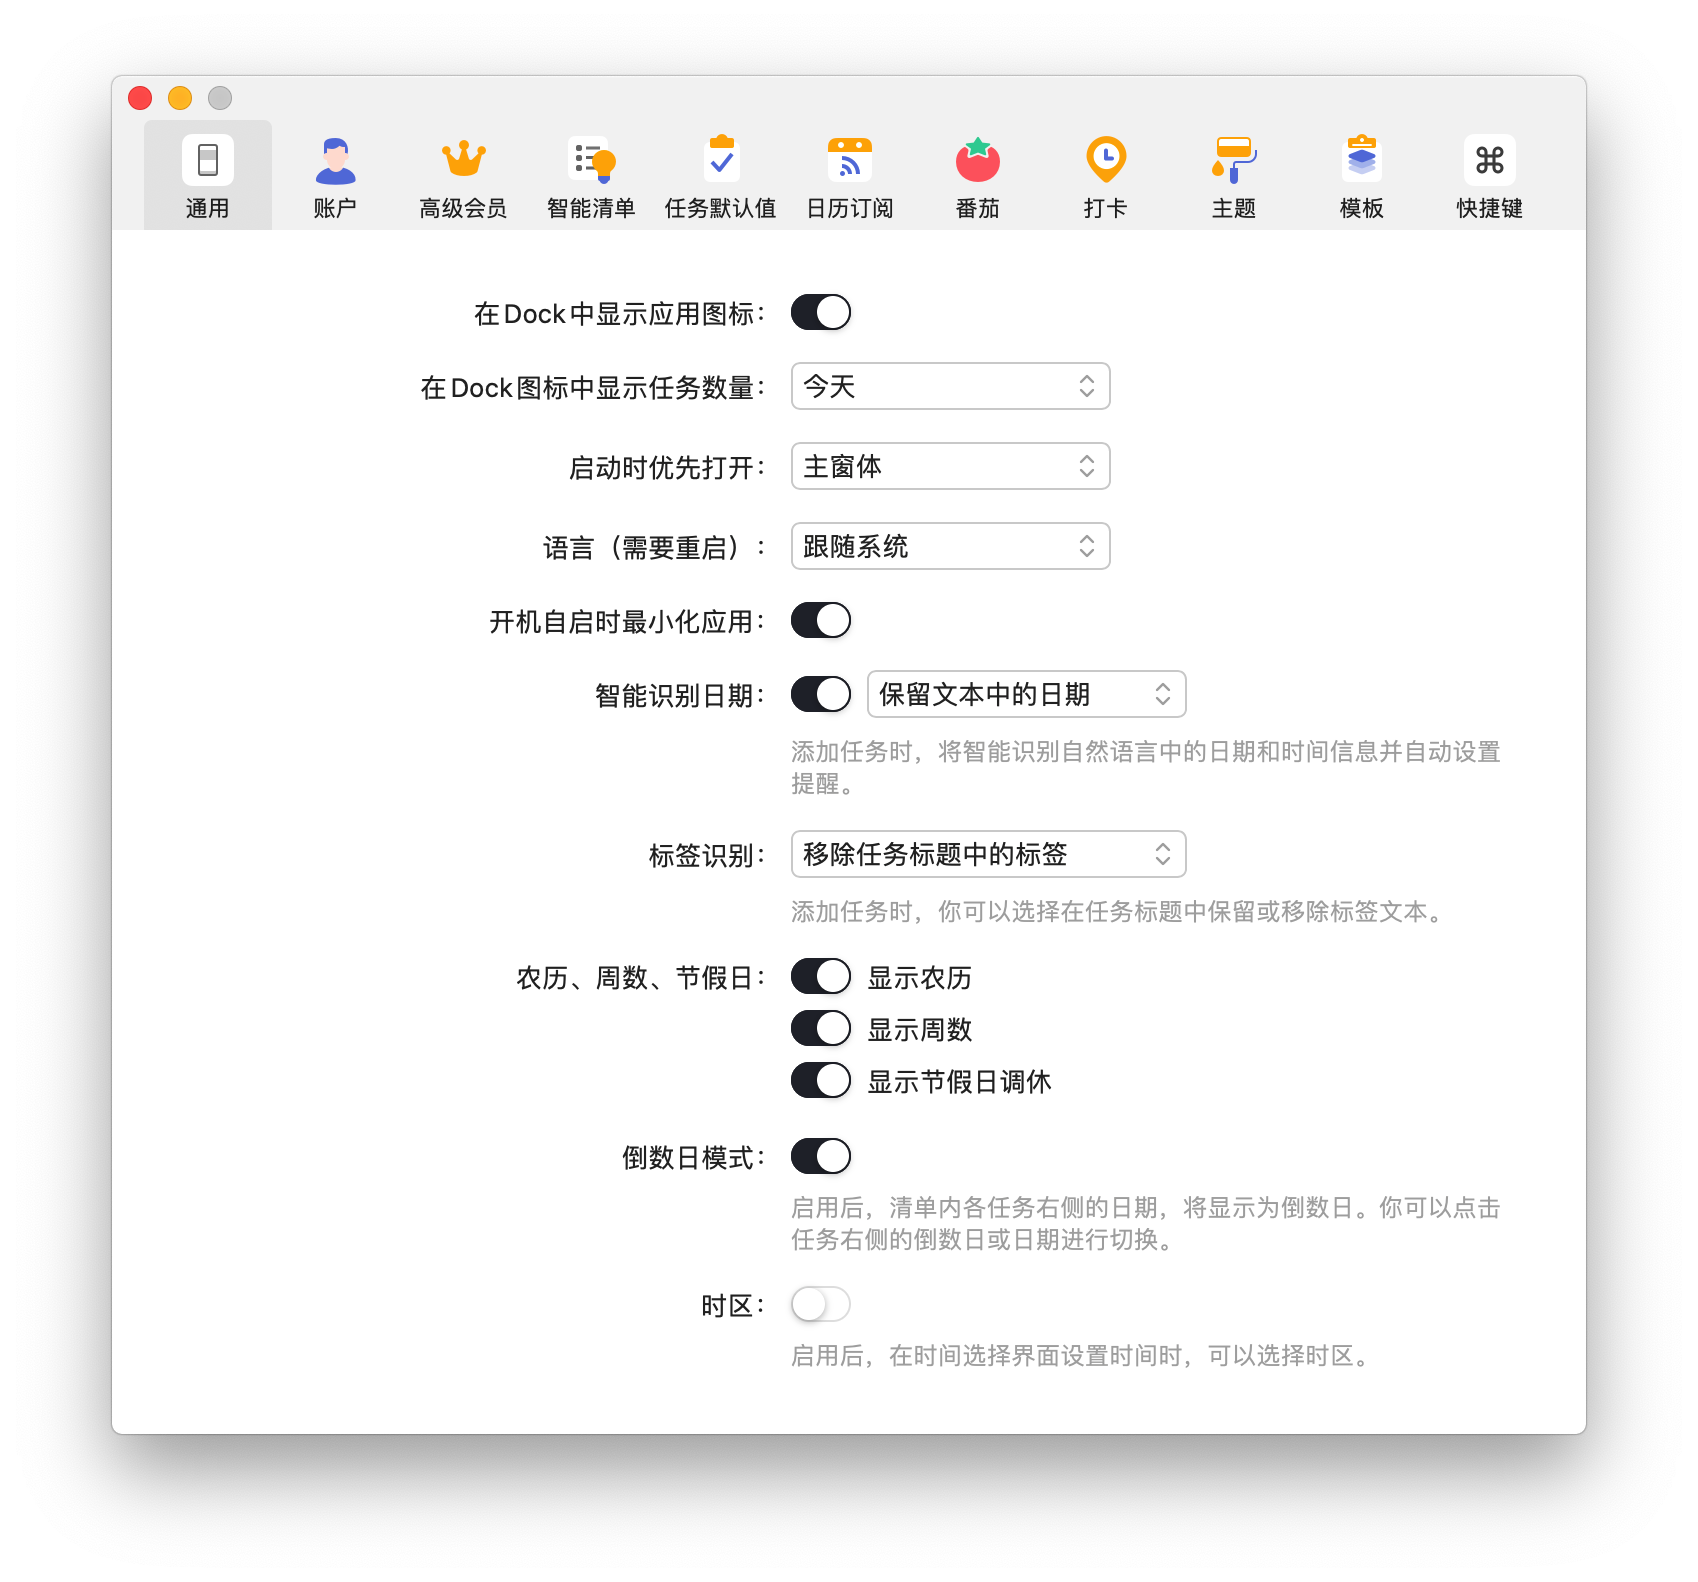 通用
账户
高级会员
智能清单
任务默认值
日历订阅
番茄
打卡
主题
模板
快捷键
在Dock中显示应用图标：
在Dock图标中显示任务数量： 今天
启动时优先打开： 主窗体
语言（需要重启）： 跟随系统
开机自启时最小化应用：
智能识别日期： 保留文本中的日期
添加任务时，将智能识别自然语言中的日期和时间信息并自动设置
提醒。
标签识别： 移除任务标题中的标签
添加任务时，你可以选择在任务标题中保留或移除标签文本。
农历、周数、节假日： 显示农历
显示周数
显示节假日调休
倒数日模式：
启用后，清单内各任务右侧的日期，将显示为倒数日。你可以点击
任务右侧的倒数日或日期进行切换。
时区：
启用后，在时间选择界面设置时间时，可以选择时区。